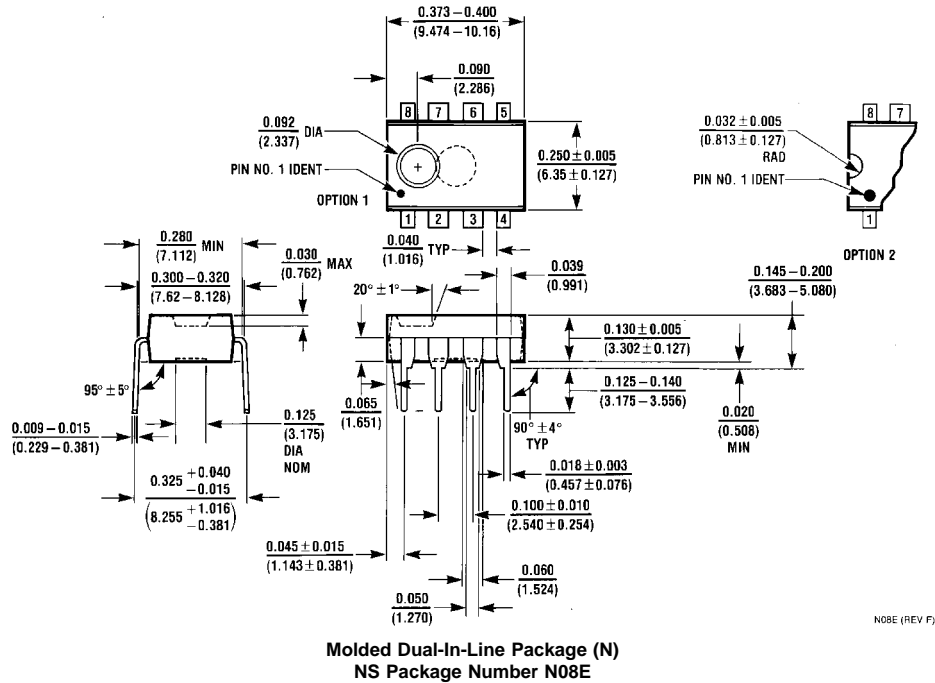 0.373–0.400
(9.474–10.16)
0.090
(2.286)
8 7 6 5
0.092 DIA
(2.337)
PIN NO. 1 IDENT
OPTION 1
0.250 ± 0.005
(6.35 ± 0.127)
1 2 3 4
0.032 ± 0.005
(0.813 ± 0.127)
RAD
PIN NO. 1 IDENT
8 7
1
OPTION 2
0.280 MIN
(7.112)
0.030 MAX
(0.762)
0.300–0.320
(7.62–8.128)
0.040 TYP
(1.016)
0.039
(0.991)
0.145–0.200
(3.683–5.080)
20° ±1°
0.130 ± 0.005
(3.302 ± 0.127)
95° ± 5°
0.065
(1.651)
0.125–0.140
(3.175–3.556)
0.020
(0.508)
MIN
90° ± 4°
TYP
0.009–0.015
(0.229–0.381)
0.125
(3.175)
DIA
NOM
0.018 ± 0.003
(0.457 ± 0.076)
0.325 +0.040
–0.015
(8.255 +1.016
–0.381)
0.100 ± 0.010
(2.540 ± 0.254)
0.045 ± 0.015
(1.143 ± 0.381)
0.060
(1.524)
0.050
(1.270)
N08E (REV F)
Molded Dual-In-Line Package (N)
NS Package Number N08E